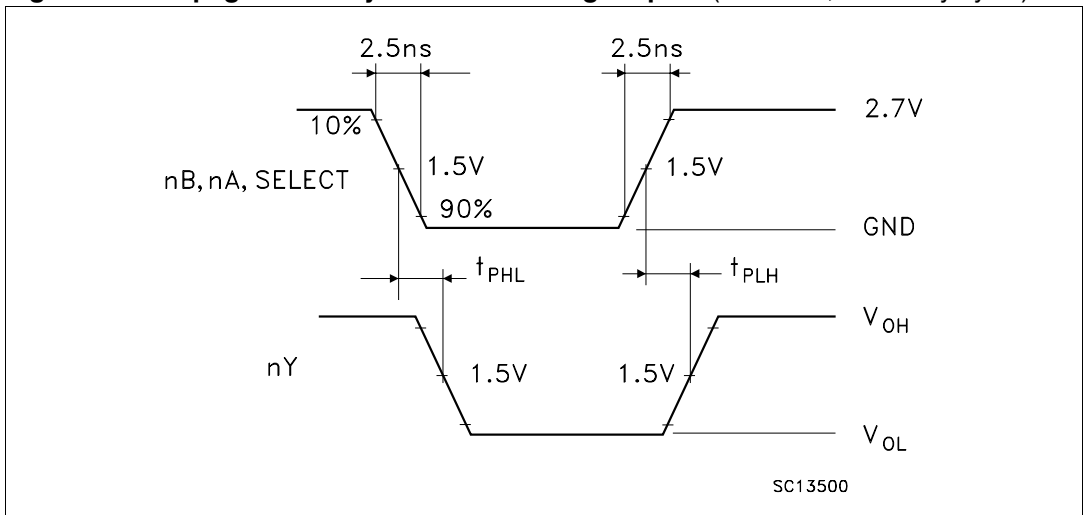 2.5ns 2.5ns
10% 2.7V
nB, nA, SELECT 1.5V 1.5V
90%
GND
tPHL tPLH
VOH
nY 1.5V 1.5V
VOL
SC13500